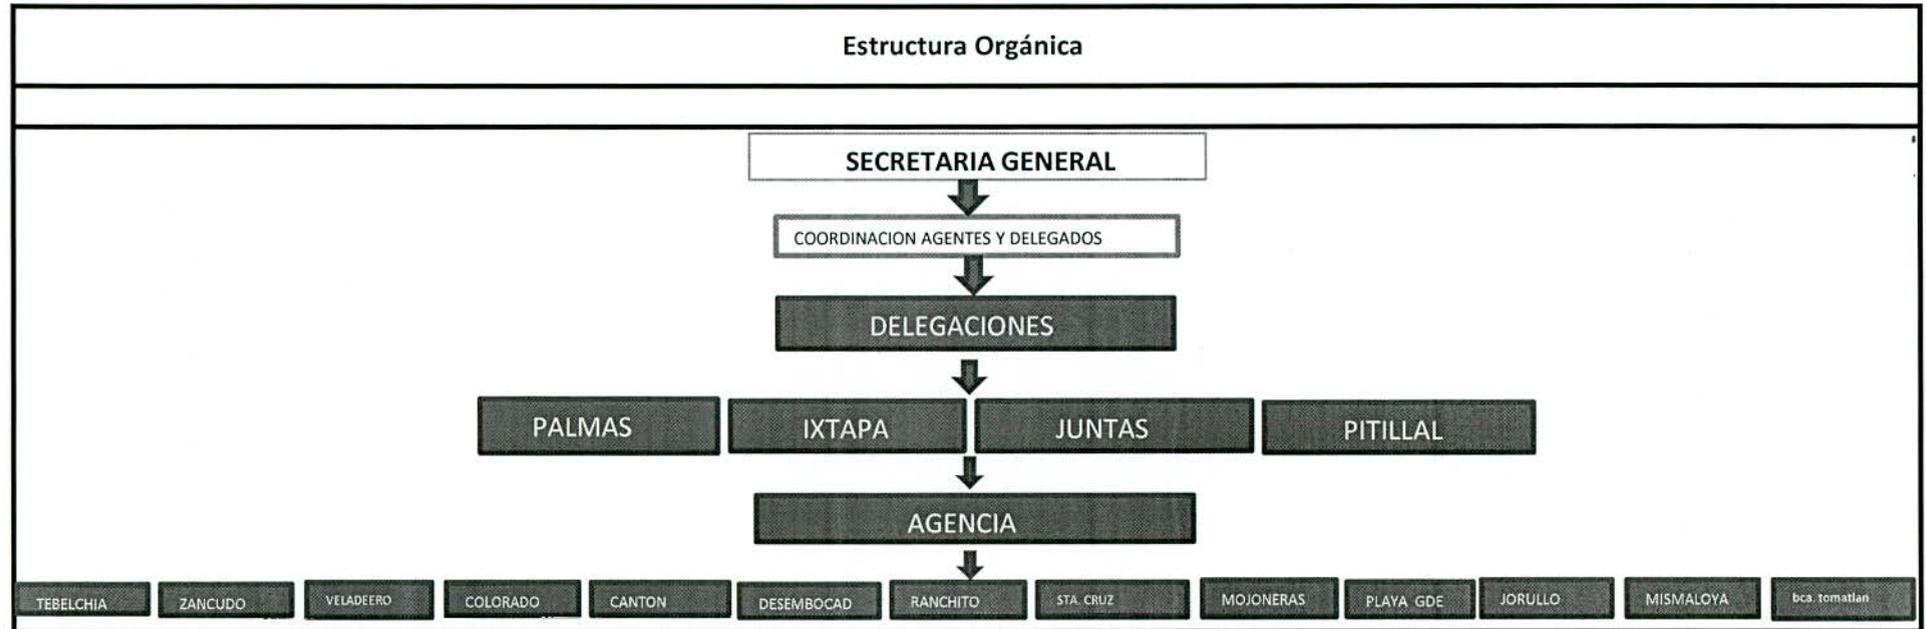 Estructura Orgánica
SECRETARIA GENERAL
COORDINACION AGENTES Y DELEGADOS
DELEGACIONES
PALMAS IXTAPA JUNTAS PITILLAL
AGENCIA
TEBELCHIA ZANCUDO VELADEERO COLORADO CANTON DESEMBOCAD RANCHITO STA. CRUZ MOJONERAS PLAYA GDE JORULLO MISMALOYA bca. tomatlan